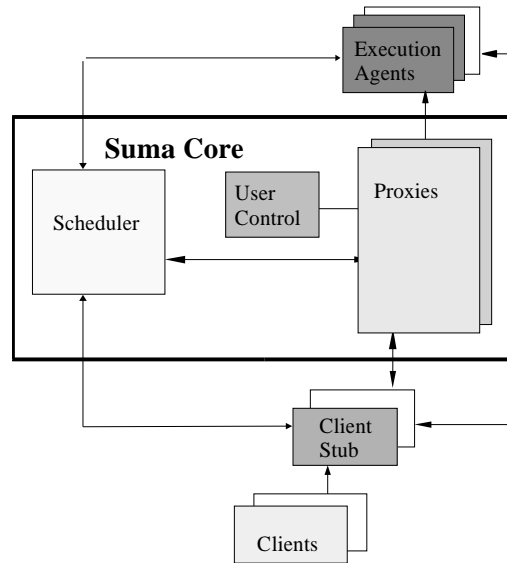 Execution
Agents
Suma Core
User
Control
Proxies
Scheduler
Client
Stub
Clients